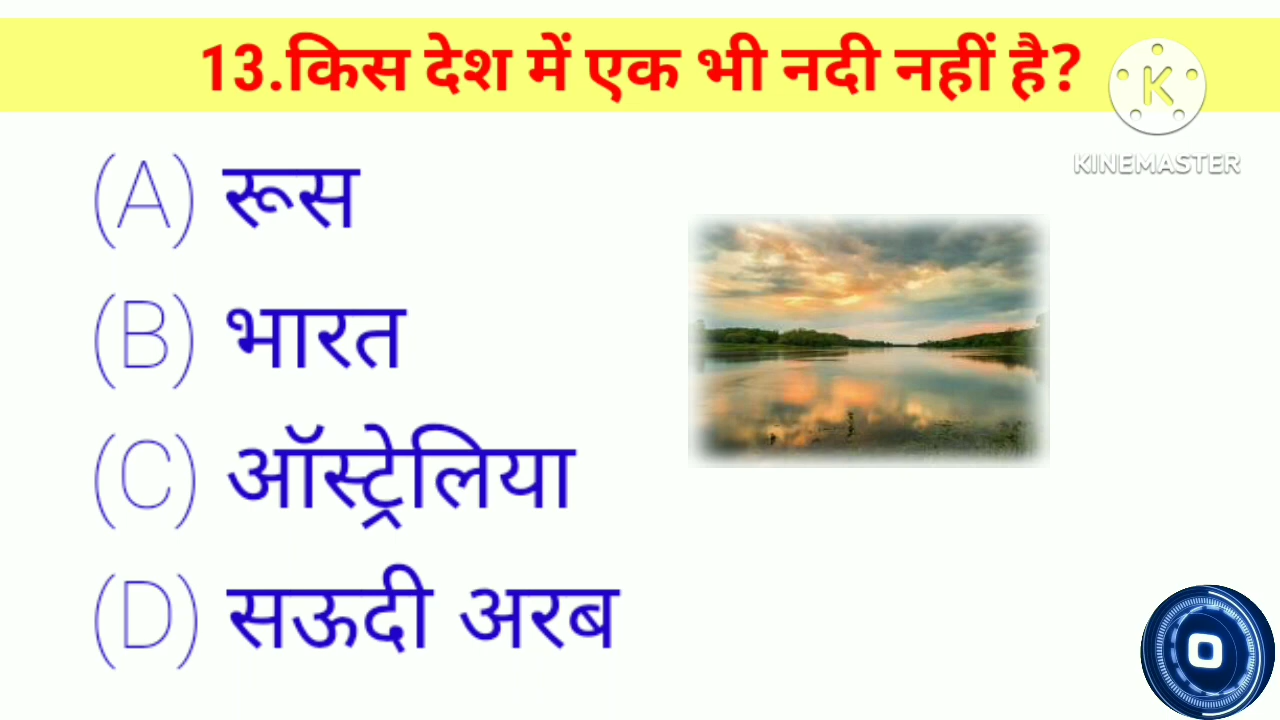 13.किस देश में एक भी नदी नहीं है?
KINEMASTER
(A) रूस
(B) भारत
(C) ऑस्ट्रेलिया
(D) सऊदी अरब